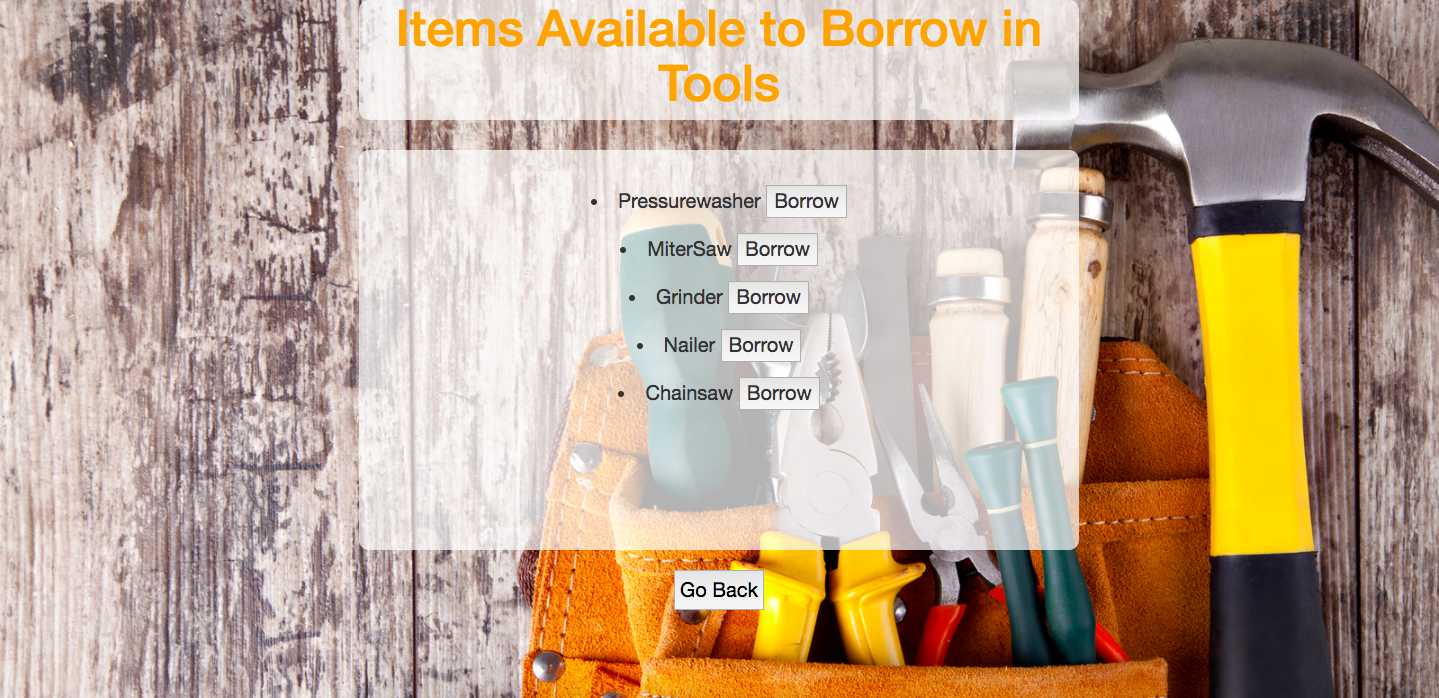 Items Available to Borrow in
Tools
Pressurewasher Borrow
MiterSaw Borrow
Grinder Borrow
Nailer Borrow
Chainsaw Borrow
Go Back